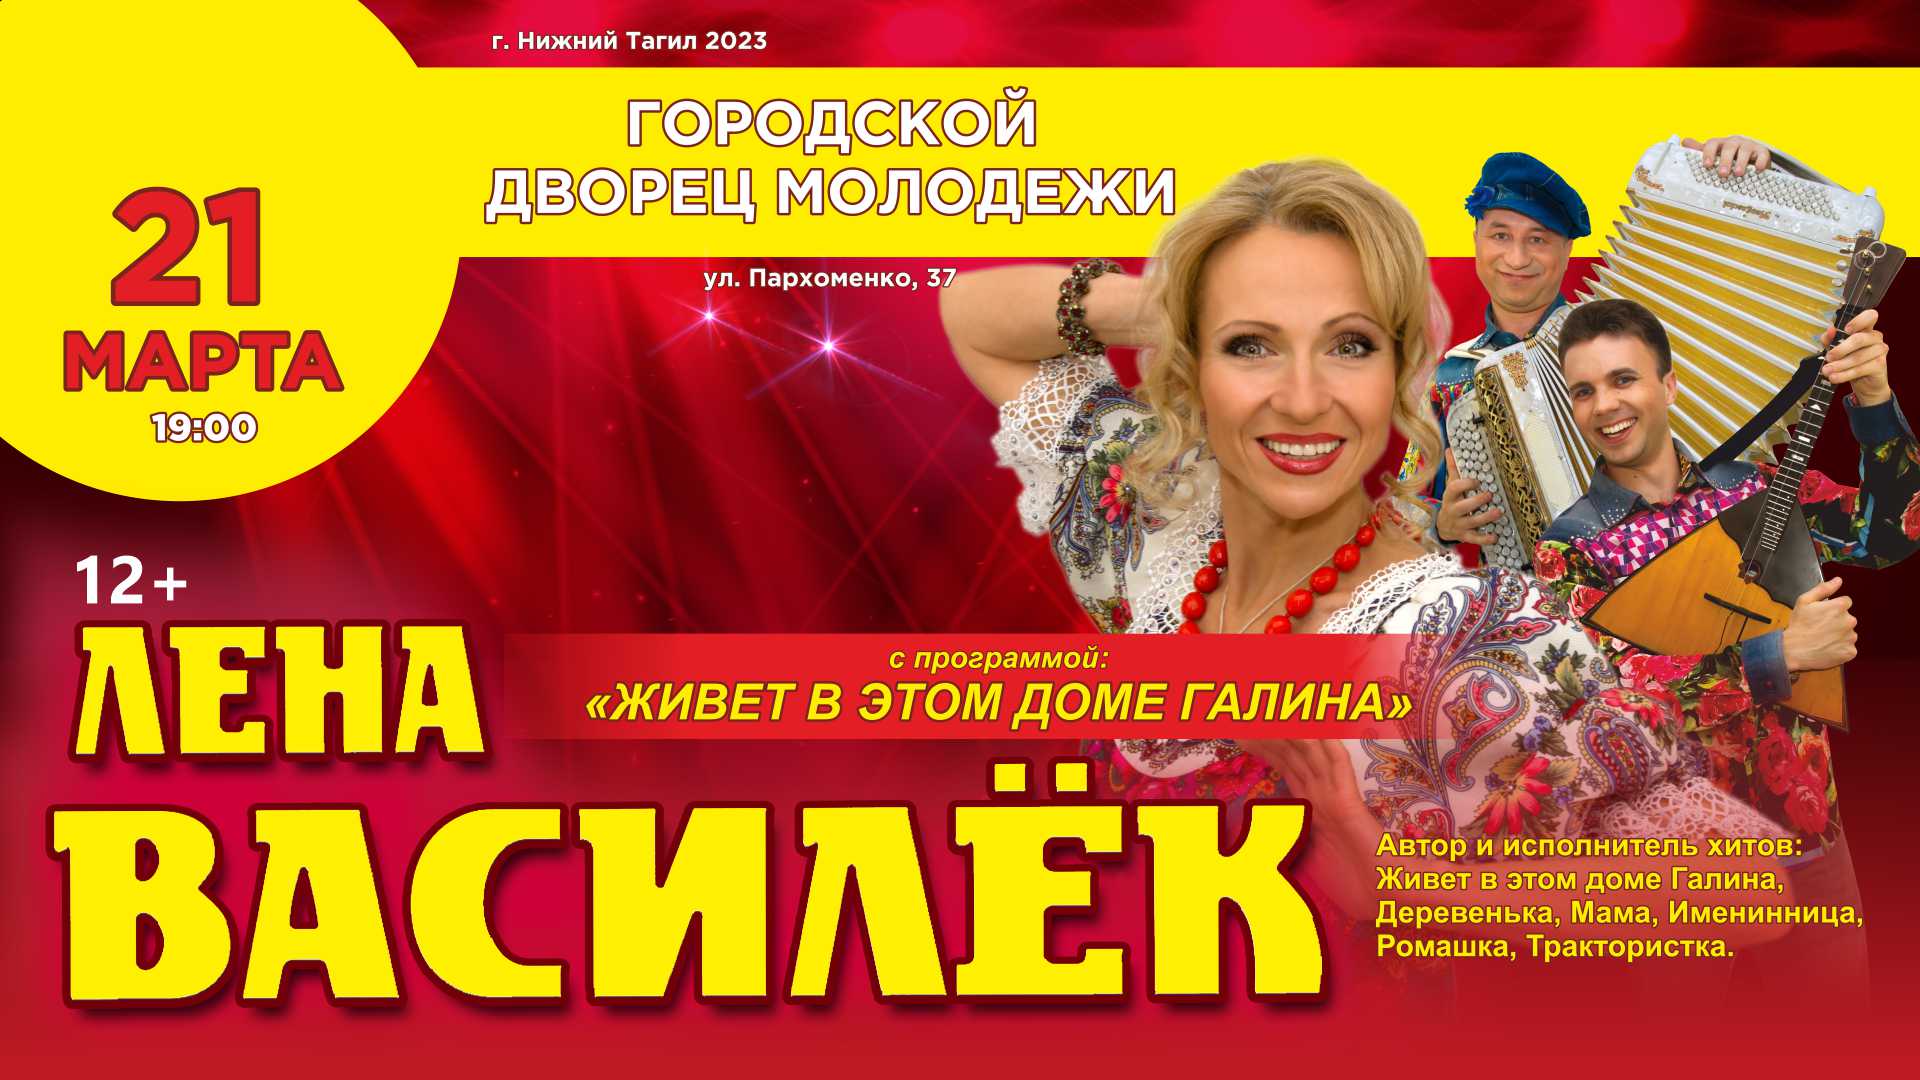 г. Нижний Тагил 2023
ГОРОДСКОЙ
ДВОРЕЦ МОЛОДЕЖИ
ул. Пархоменко, 37
21
МАРТА
19:00
12+
ЛЕНА
ВАСИЛЁК
с программой:
«ЖИВЕТ В ЭТОМ ДОМЕ ГАЛИНА»
Автор и исполнитель хитов:
Живет в этом доме Галина,
Деревенька, Мама, Именинница,
Ромашка, Трактористка.